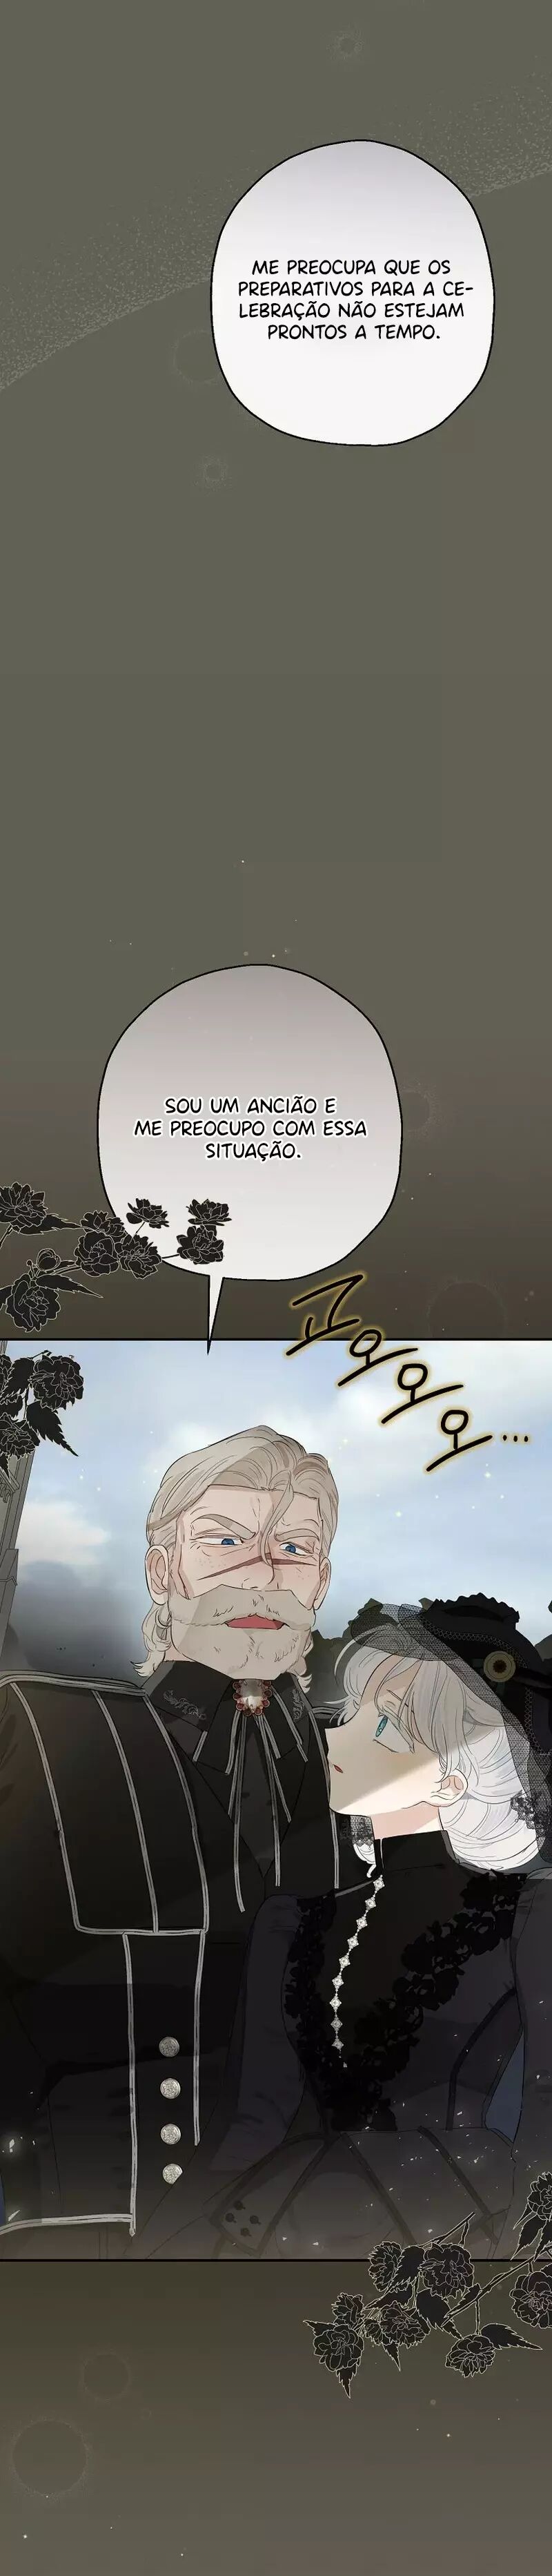 ME PREOCUPA QUE OS
PREPARATIVOS PARA A CE-
LEBRAÇÃO NÃO ESTEJAM
PRONTOS A TEMPO.
SOU UM ANCIÃO E
ME PREOCUPO COM ESSA
SITUAÇÃO.
고오오오...